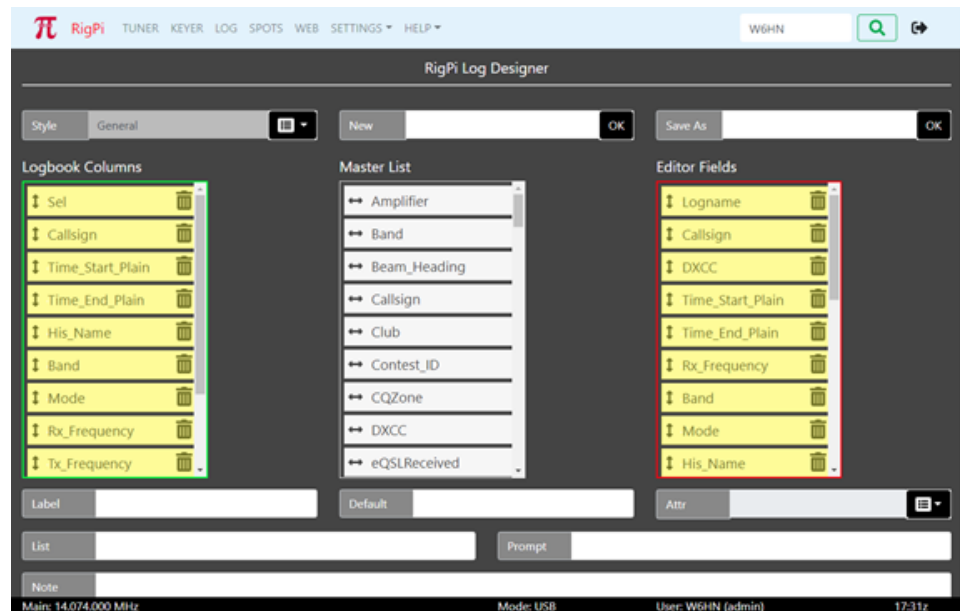 π RigPi TUNER KEYER LOG SPOTS WEB SETTINGS HELP W6HN
RigPi Log Designer
Style General New OK Save As OK
Logbook Columns Master List Editor Fields
Sel Amplifier Logname
Callsign Band Callsign
Time_Start_Plain Beam_Heading DXCC
Time_End_Plain Callsign Time_Start_Plain
His_Name Club Time_End_Plain
Band Contest_ID Rx_Frequency
Mode CQZone Band
Rx_Frequency DXCC Mode
Tx_Frequency eQSLReceived His_Name
Label Default Attr
List Prompt
Note
Main: 14.074.000 MHz Mode: USB User: W6HN (admin) 17:31z